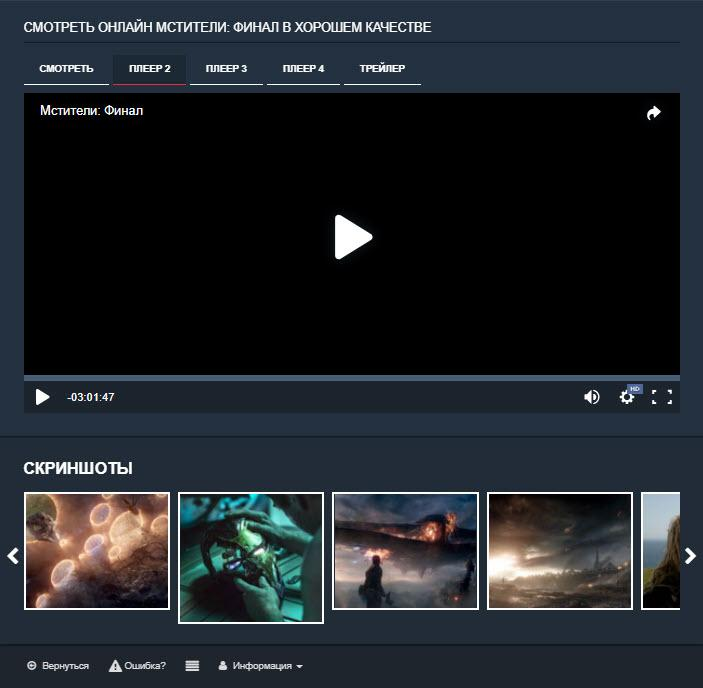 СМОТРЕТЬ ОНЛАЙН МСТИТЕЛИ: ФИНАЛ В ХОРОШЕМ КАЧЕСТВЕ
СМОТРЕТЬ ПЛЕЕР 2 ПЛЕЕР 3 ПЛЕЕР 4 ТРЕЙЛЕР
Мстители: Финал
-03:01:47 HD
СКРИНШОТЫ
Вернуться Ошибка? Информация